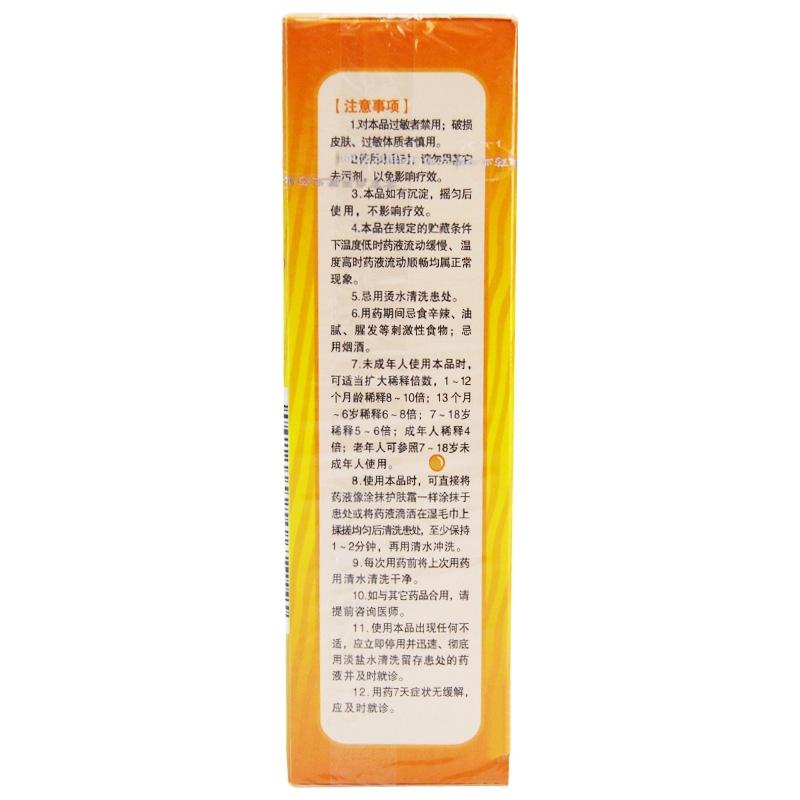 【注意事项】
1.对本品过敏者禁用；破损
皮肤、过敏体质者慎用。
2.使用本品时，请勿用其它
去污剂，以免影响疗效。
3.本品如有沉淀，摇匀后
使用，不影响疗效。
4.本品在规定的贮藏条件
下温度低时药液流动缓慢、温
度高时药液流动顺畅均属正常
现象。
5.忌用烫水清洗患处。
6.用药期间忌食辛辣、油
腻、腥发等刺激性食物；忌
用烟酒。
7.未成年人使用本品时，
可适当扩大稀释倍数，1~12
个月龄稀释8~10倍；13个月
~6岁稀释6~8倍；7~18岁
稀释5~6倍；成年人稀释4
倍；老年人可参照7~18岁未
成年人使用。
8.使用本品时，可直接将
药液像涂抹护肤霜一样涂抹于
患处或将药液滴洒在湿毛巾上
揉搓均匀后清洗患处，至少保持
1~2分钟，再用清水冲洗。
9.每次用药前将上次用药
用清水清洗干净。
10.如与其它药品合用，请
提前咨询医师。
11.使用本品出现任何不
适，应立即停用并迅速、彻底
用淡盐水清洗留存患处的药
液并及时就诊。
12.用药7天症状无缓解，
应及时就诊。